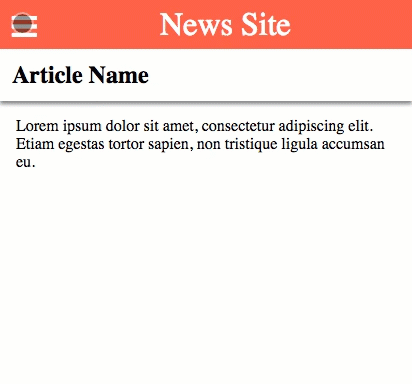 News Site
Article Name
Lorem ipsum dolor sit amet, consectetur adipiscing elit.
Etiam egestas tortor sapien, non tristique ligula accumsan
eu.